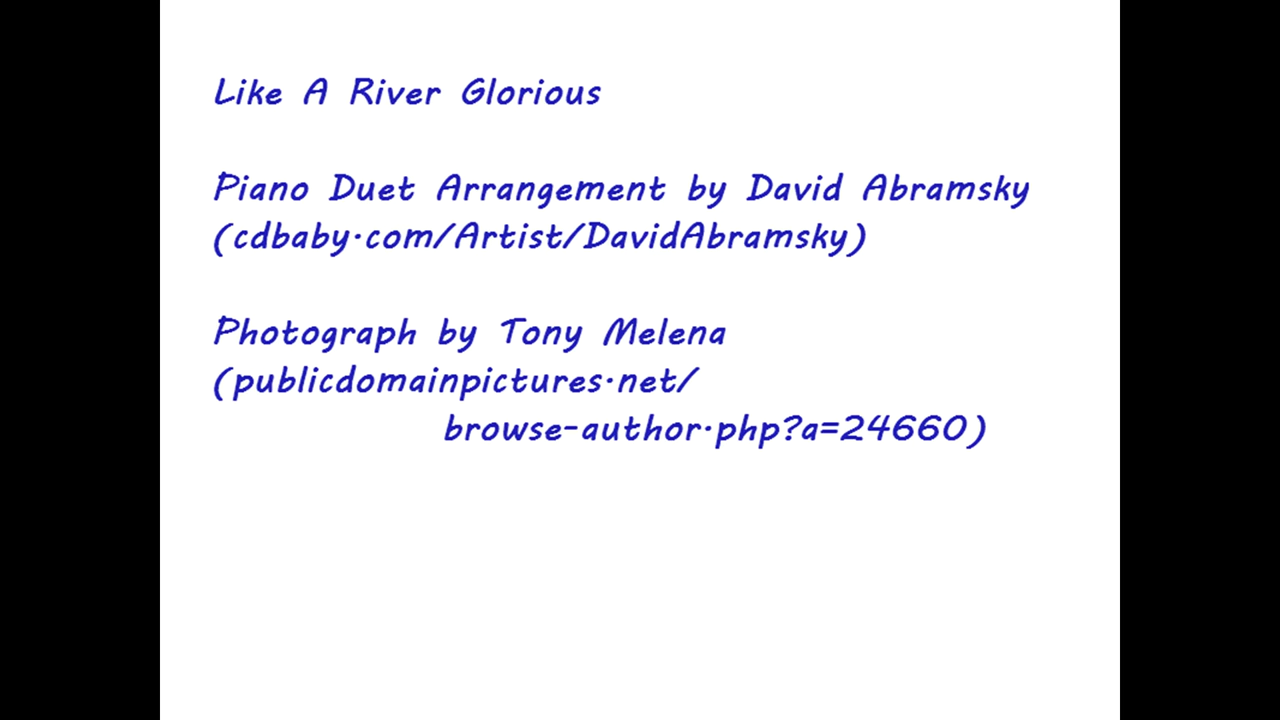 Like A River Glorious
Piano Duet Arrangement by David Abramsky
(cdbaby.com/Artist/DavidAbramsky)
Photograph by Tony Melena
(publicdomainpictures.net/
browse-author.php?a=24660)